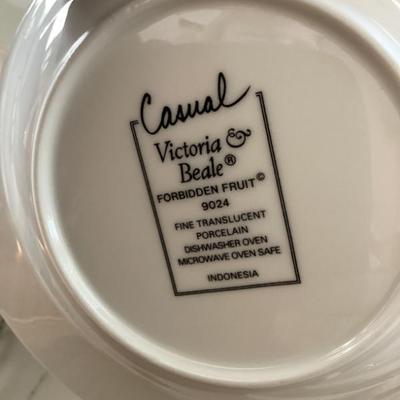 Casual
Victoria &
Beale®
FORBIDDEN FRUIT©
9024
FINE TRANSLUCENT
PORCELAIN
DISHWASHER OVEN
MICROWAVE OVEN SAFE
INDONESIA